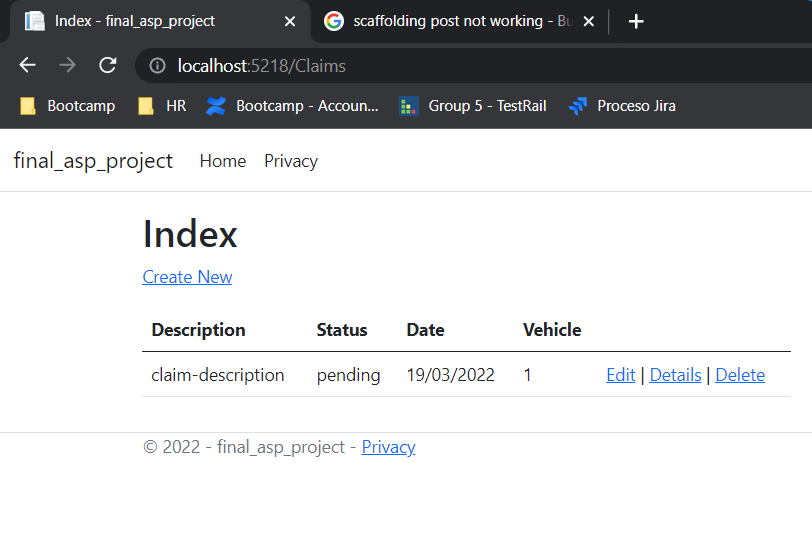 Index - final_asp_project
scaffolding post not working - Bu
localhost:5218/Claims
Bootcamp HR Bootcamp - Accoun... Group 5 - TestRail Proceso Jira
final_asp_project Home Privacy
Index
Create New
Description Status Date Vehicle
claim-description pending 19/03/2022 1 Edit | Details | Delete
© 2022 - final_asp_project - Privacy